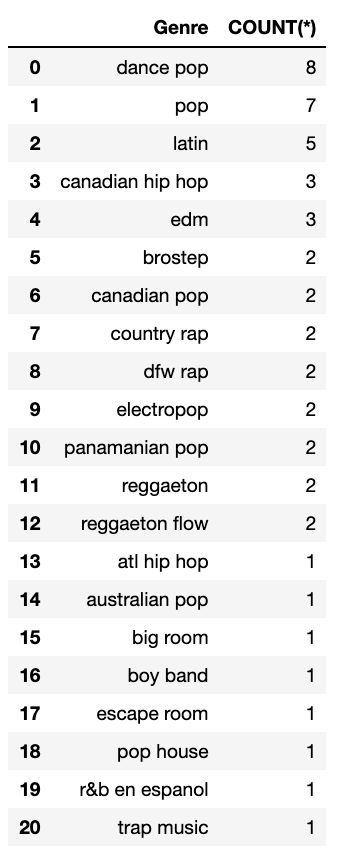 Genre COUNT(*)
0 dance pop 8
1 pop 7
2 latin 5
3 canadian hip hop 3
4 edm 3
5 brostep 2
6 canadian pop 2
7 country rap 2
8 dfw rap 2
9 electropop 2
10 panamanian pop 2
11 reggaeton 2
12 reggaeton flow 2
13 atl hip hop 1
14 australian pop 1
15 big room 1
16 boy band 1
17 escape room 1
18 pop house 1
19 r&b en espanol 1
20 trap music 1